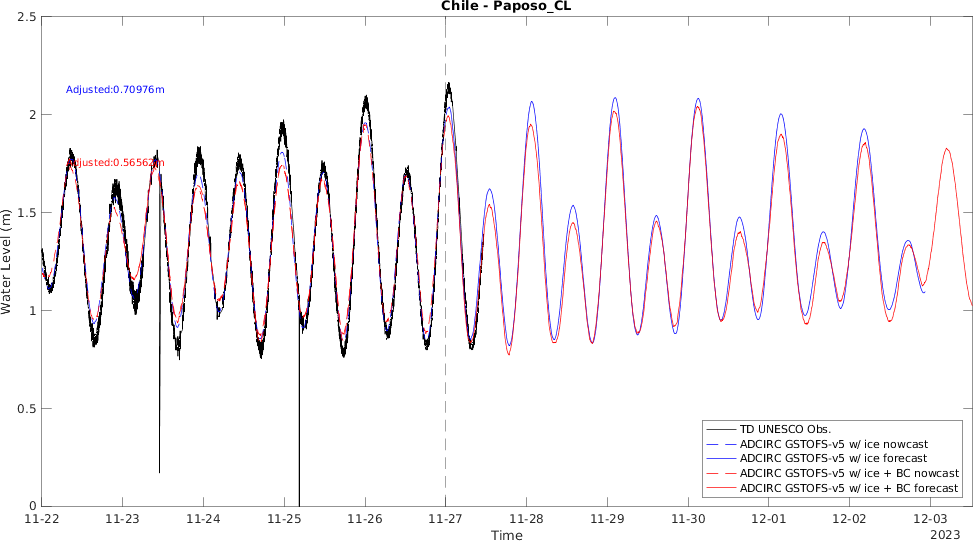 Chile - Paposo_CL
2.5
Adjusted:0.70976m
2
Adjusted:0.56562m
1.5
Water Level (m)
1
0.5
TD UNESCO Obs.
ADCIRC GSTOFS-v5 w/ ice nowcast
ADCIRC GSTOFS-v5 w/ ice forecast
ADCIRC GSTOFS-v5 w/ ice + BC nowcast
ADCIRC GSTOFS-v5 w/ ice + BC forecast
0
11-22 11-23 11-24 11-25 11-26 11-27 11-28 11-29 11-30 12-01 12-02 12-03
Time
2023